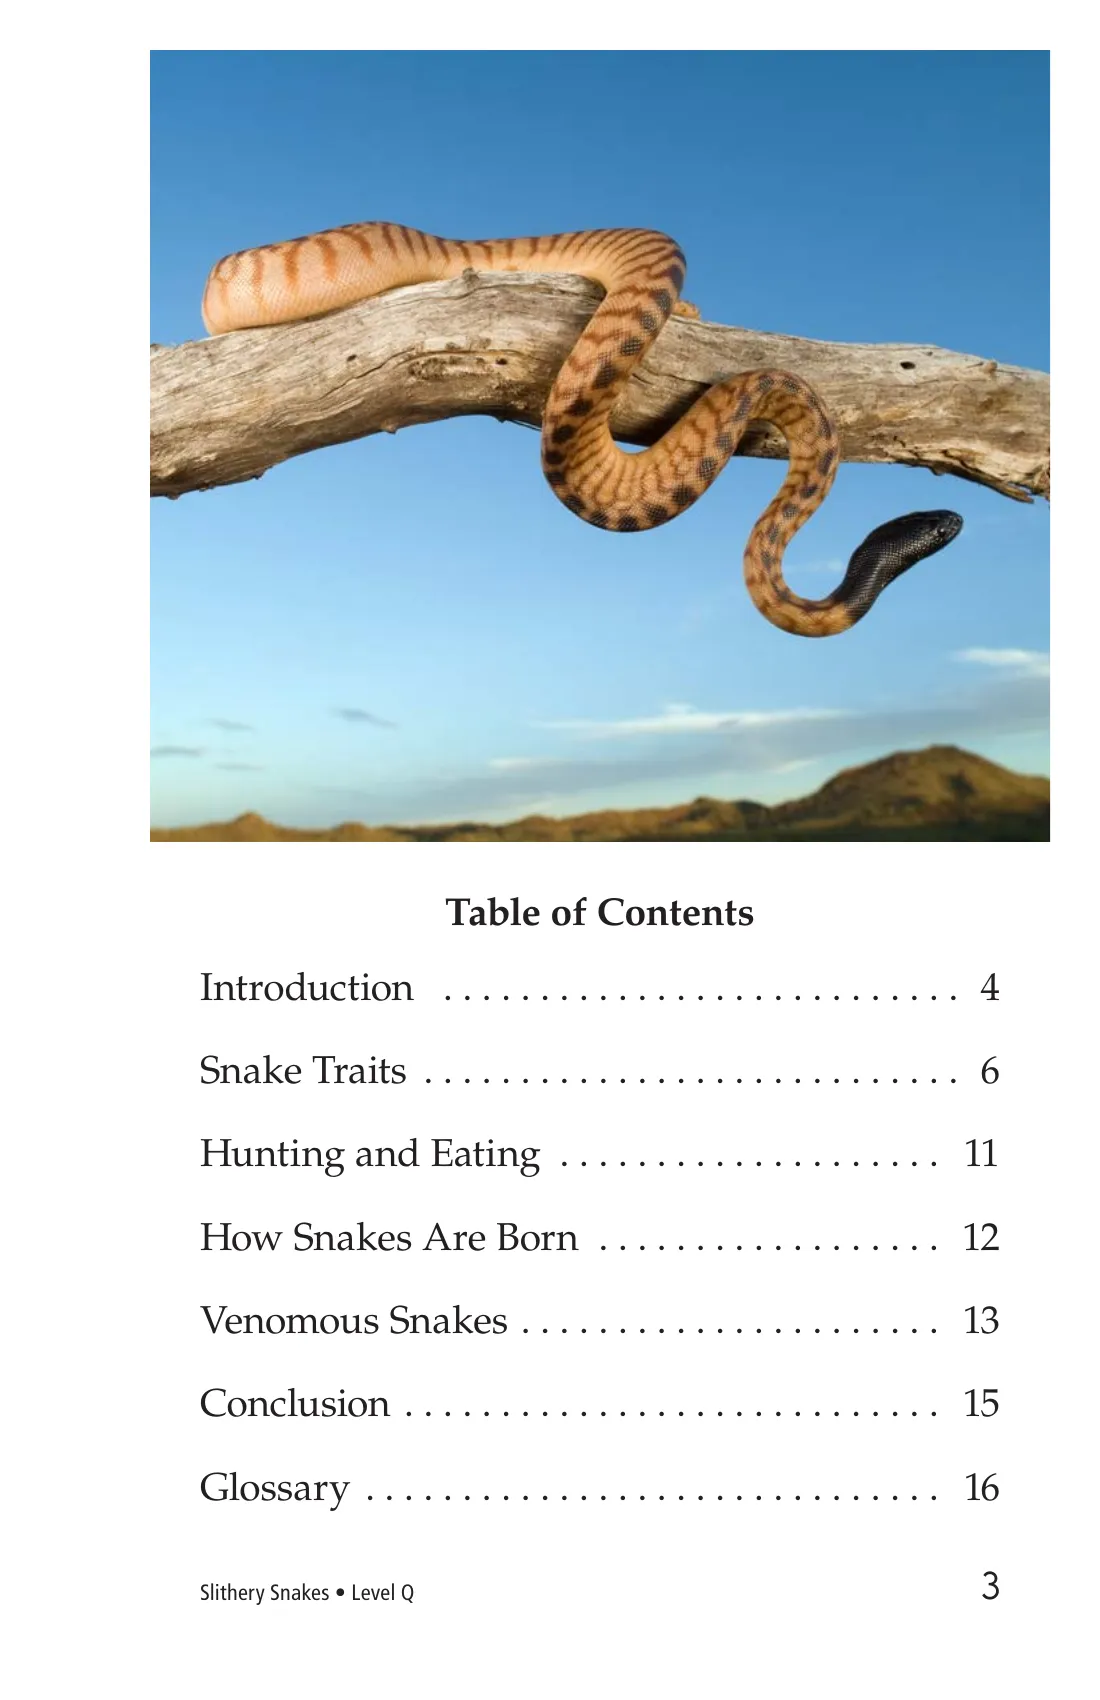 Table of Contents
Introduction . . . . . . . . . . . . . . . . . . . . . . . . . . . 4
Snake Traits . . . . . . . . . . . . . . . . . . . . . . . . . . . . 6
Hunting and Eating . . . . . . . . . . . . . . . . . . . . 11
How Snakes Are Born . . . . . . . . . . . . . . . . . . 12
Venomous Snakes . . . . . . . . . . . . . . . . . . . . . . 13
Conclusion . . . . . . . . . . . . . . . . . . . . . . . . . . . . 15
Glossary . . . . . . . . . . . . . . . . . . . . . . . . . . . . . . 16
Slithery Snakes • Level Q 3